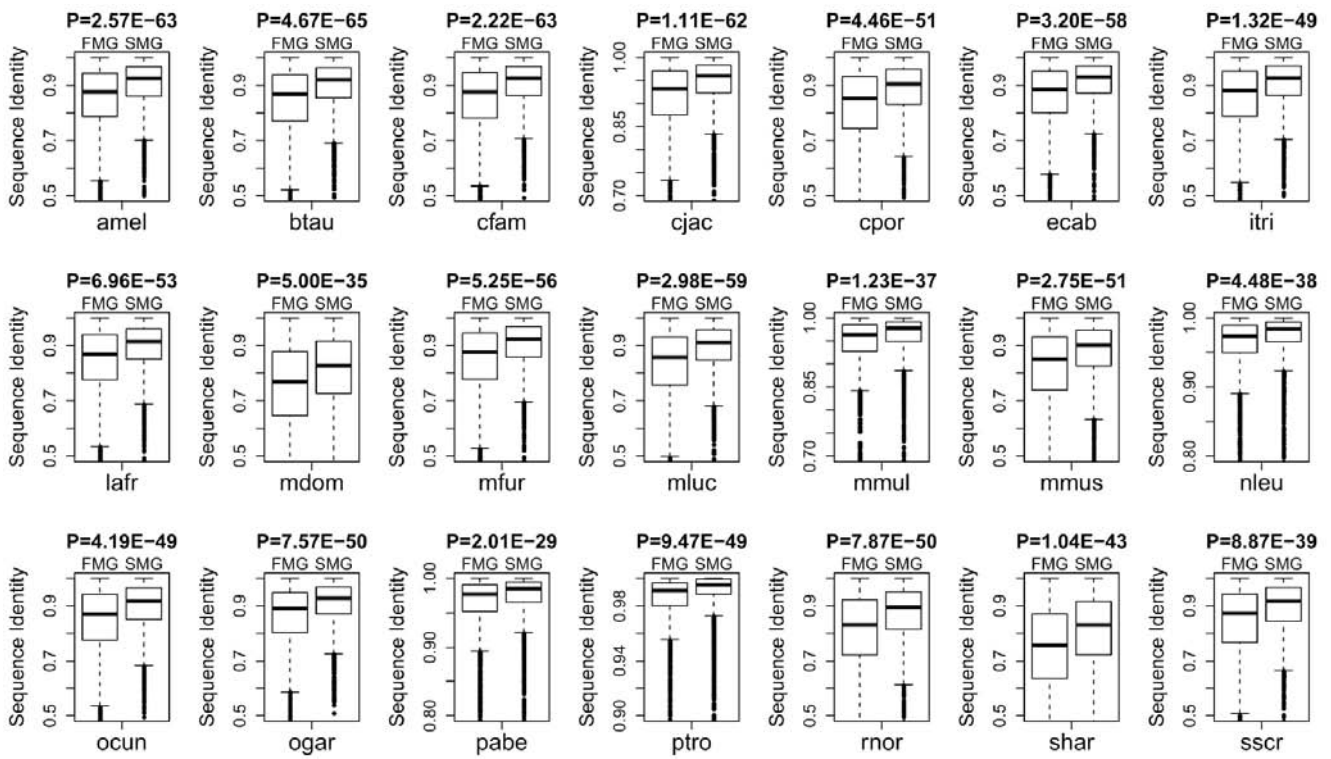 P=2.57E−63 P=4.67E−65 P=2.22E−63 P=1.11E−62 P=4.46E−51 P=3.20E−58 P=1.32E−49
FMG SMG FMG SMG FMG SMG FMG SMG FMG SMG FMG SMG FMG SMG
Sequence Identity Sequence Identity Sequence Identity Sequence Identity Sequence Identity Sequence Identity Sequence Identity
0.9 0.9 0.9 1.00 0.9 0.9 0.9
0.7 0.7 0.7 0.85 0.7 0.7 0.7
0.5 0.5 0.5 0.70 0.5 0.5 0.5
amel btau cfam cjac cpor ecab itri
P=6.96E−53 P=5.00E−35 P=5.25E−56 P=2.98E−59 P=1.23E−37 P=2.75E−51 P=4.48E−38
FMG SMG FMG SMG FMG SMG FMG SMG FMG SMG FMG SMG FMG SMG
Sequence Identity Sequence Identity Sequence Identity Sequence Identity Sequence Identity Sequence Identity Sequence Identity
0.9 0.9 0.9 0.9 1.00 0.9 1.00
0.7 0.7 0.7 0.7 0.85 0.7 0.90
0.5 0.5 0.5 0.5 0.70 0.5 0.80
lafr mdom mfur mluc mmul mmus nleu
P=4.19E−49 P=7.57E−50 P=2.01E−29 P=9.47E−49 P=7.87E−50 P=1.04E−43 P=8.87E−39
FMG SMG FMG SMG FMG SMG FMG SMG FMG SMG FMG SMG FMG SMG
Sequence Identity Sequence Identity Sequence Identity Sequence Identity Sequence Identity Sequence Identity Sequence Identity
0.9 0.9 1.00 0.98 0.9 0.9 0.9
0.7 0.7 0.90 0.94 0.7 0.7 0.7
0.5 0.5 0.80 0.90 0.5 0.5 0.5
ocun ogar pabe ptro rnor shar sscr